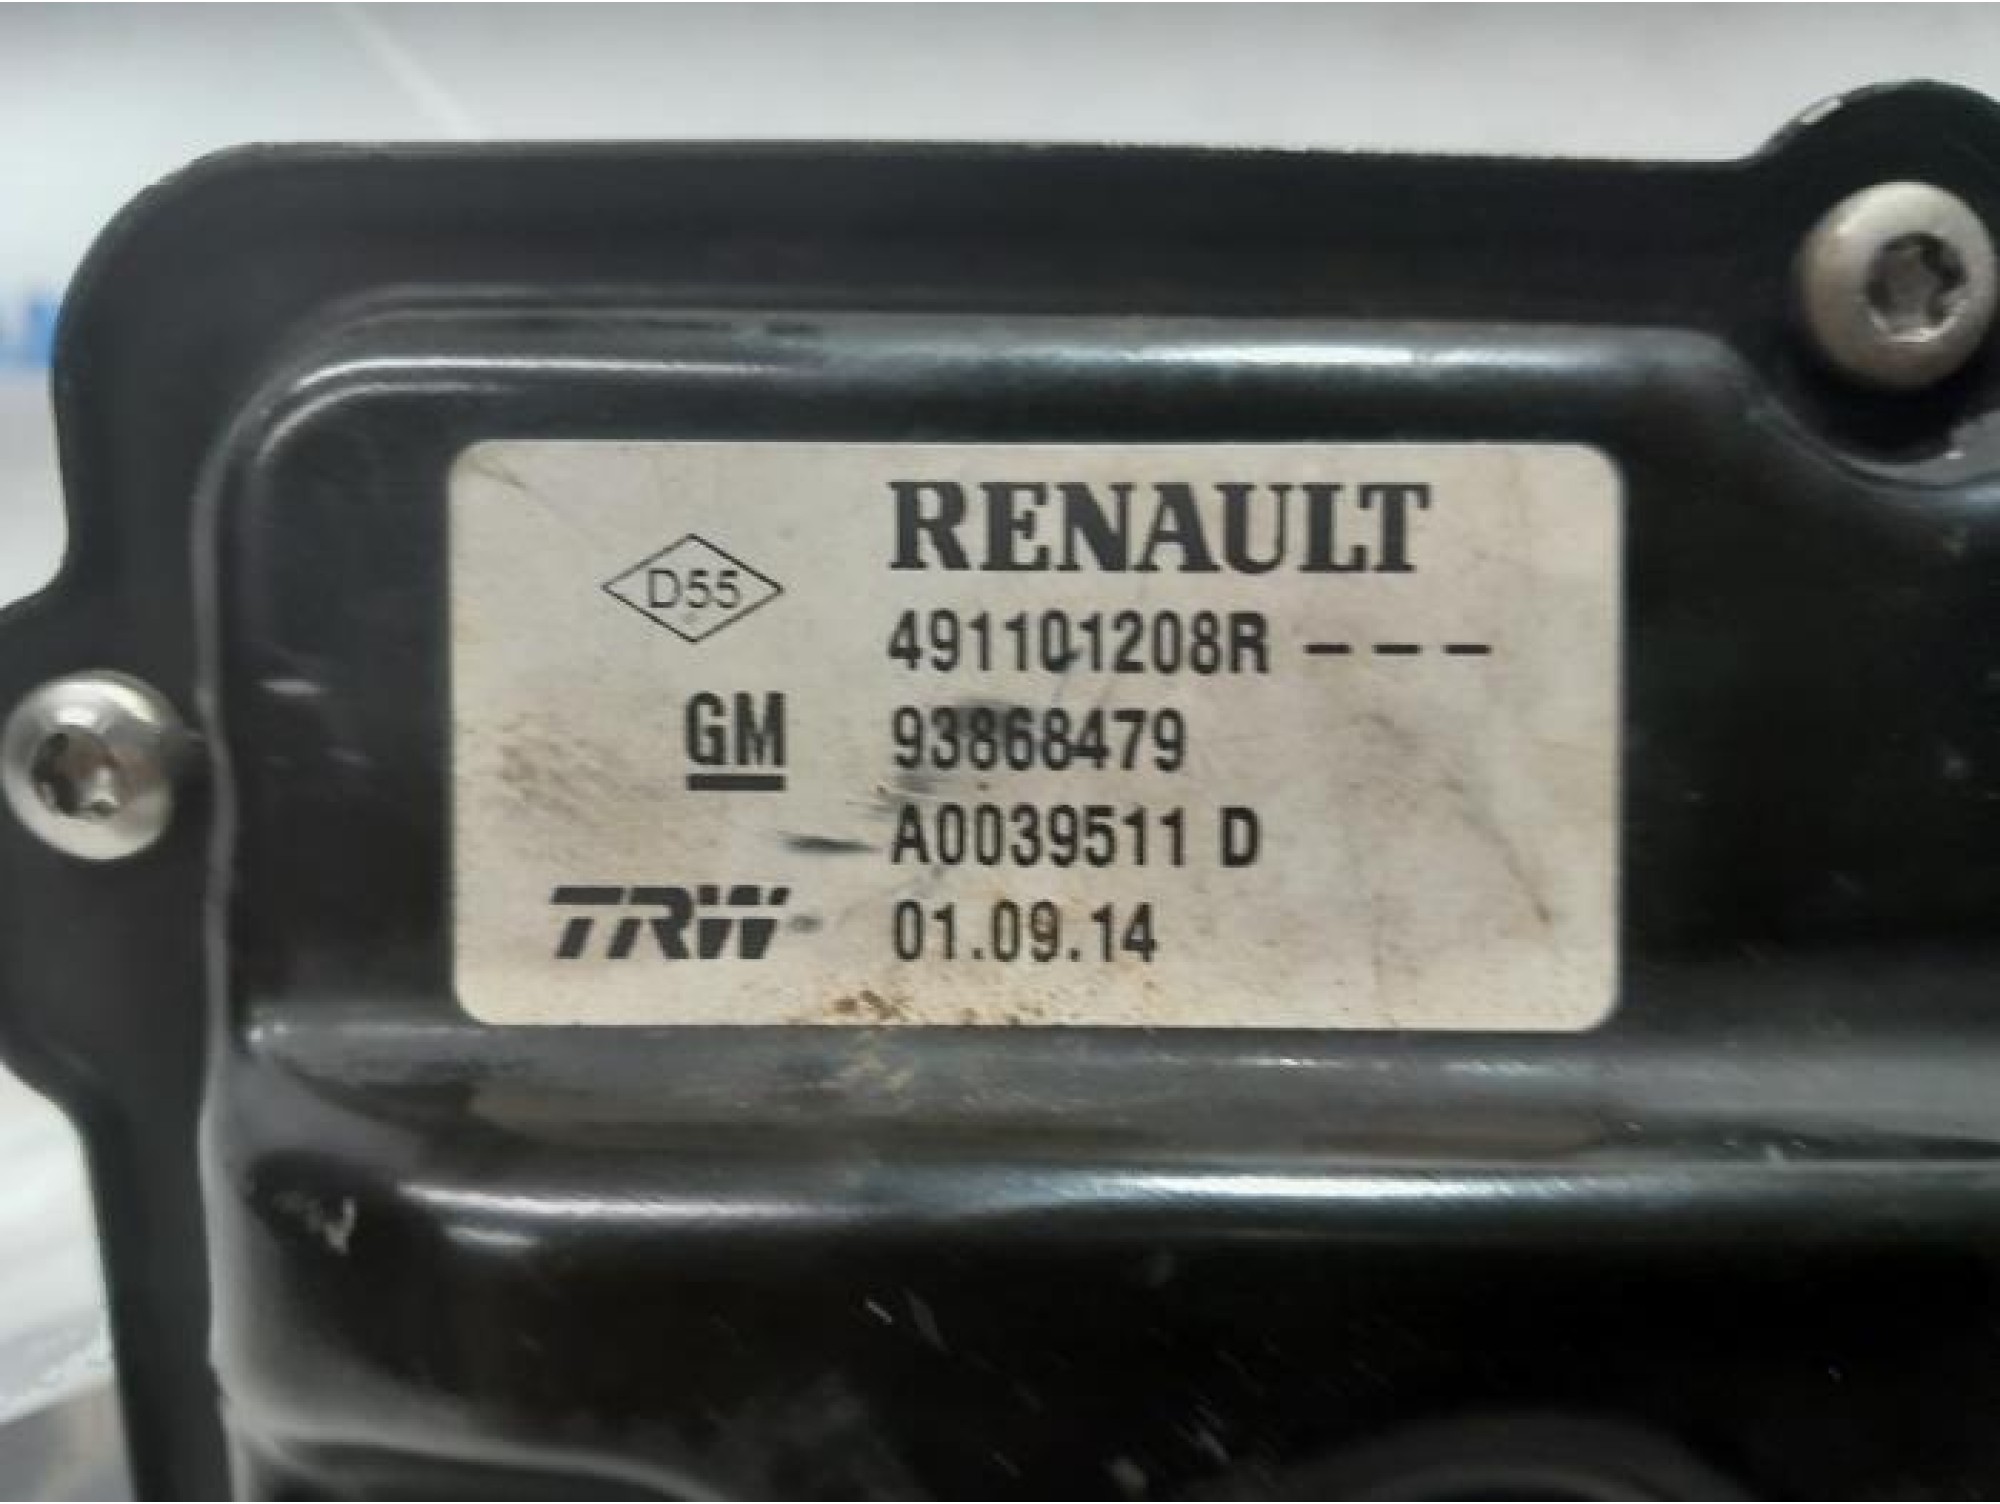 RENAULT
D55
491101208R ---
GM 93868479
A0039511 D
TRW 01.09.14